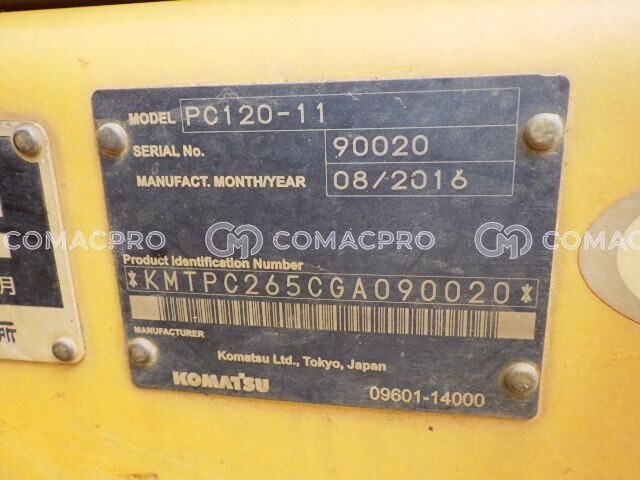 MODEL PC120-11
SERIAL No. 90020
MANUFACT. MONTH/YEAR 08/2016
COMACPRO COMACPRO
月
Product Identification Number
*KMTPC265CGA090020*
MANUFACTURER
Komatsu Ltd., Tokyo, Japan
KOMATSU 09601-14000